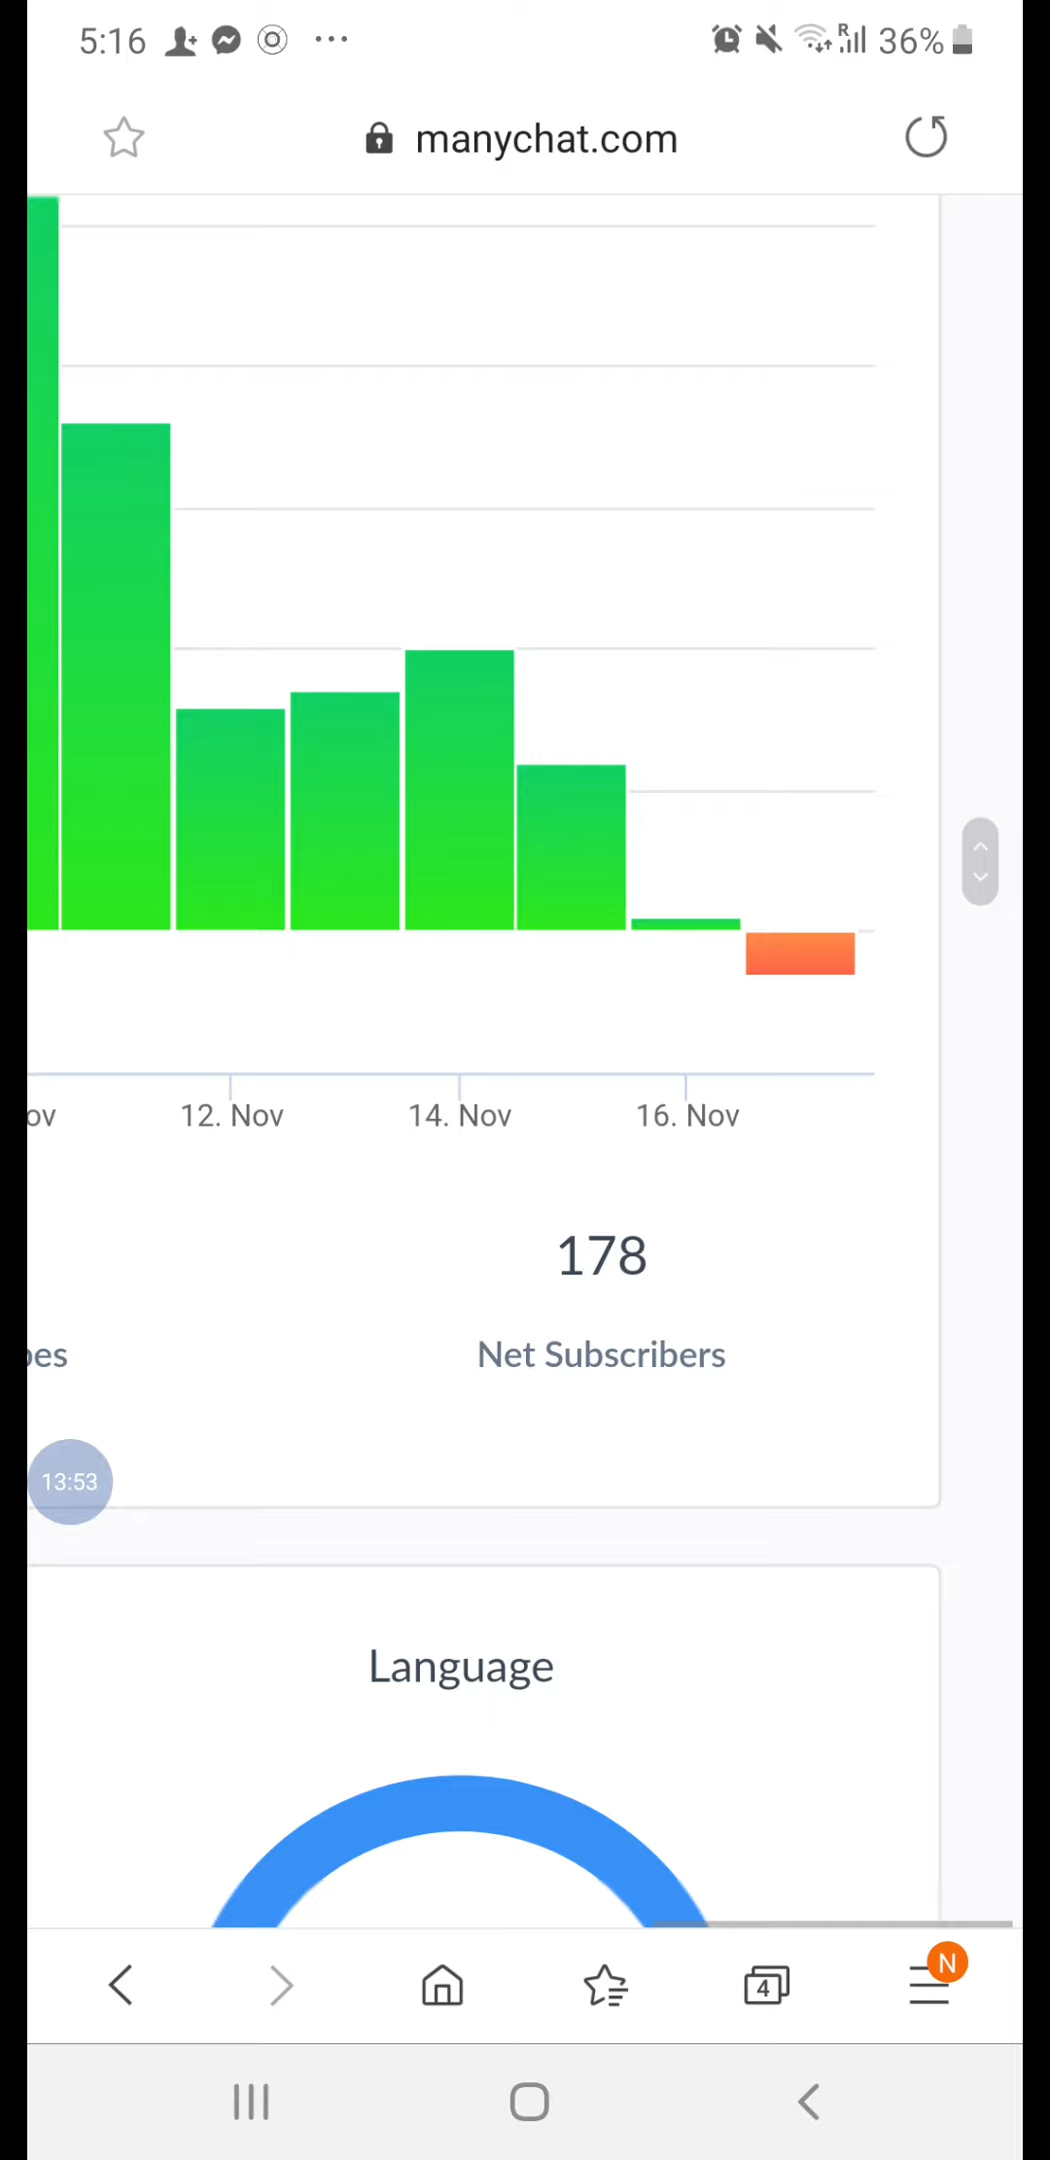 5:16
R
36%
manychat.com
ov
12. Nov
14. Nov
16. Nov
178
bes
Net Subscribers
13:53
Language
4
N